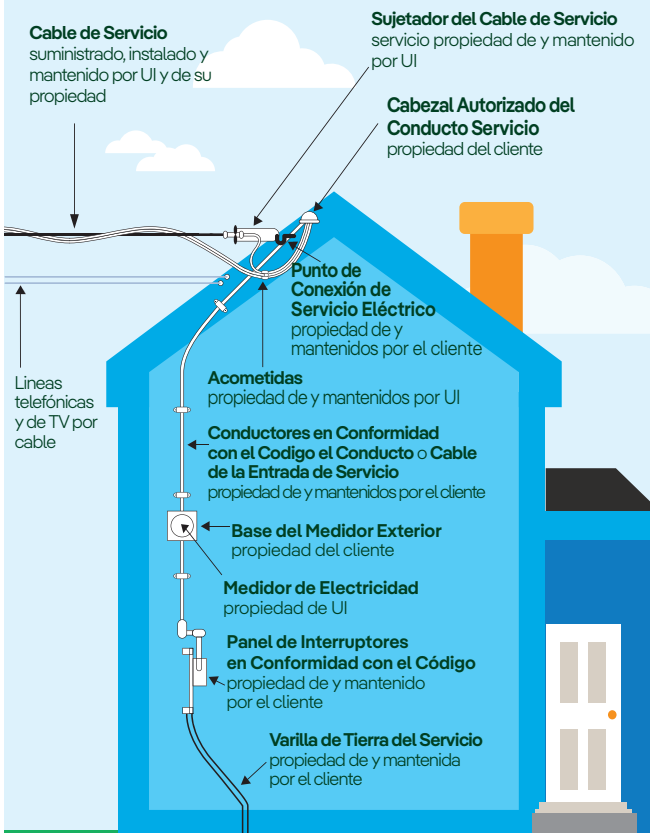 Cable de Servicio
suministrado, instalado y
mantenido por UI y de su
propiedad
Sujetador del Cable de Servicio
servicio propiedad de y mantenido
por UI
Cabezal Autorizado del
Conducto Servicio
propiedad del cliente
Punto de
Conexión de
Servicio Eléctrico
propiedad de y
mantenidos por el cliente
Lineas
telefónicas
y de TV por
cable
Acometidas
propiedad de y mantenidos por UI
Conductores en Conformidad
con el Codigo el Conducto o Cable
de la Entrada de Servicio
propiedad de y mantenidos por el cliente
Base del Medidor Exterior
propiedad del cliente
Medidor de Electricidad
propiedad de UI
Panel de Interruptores
en Conformidad con el Código
propiedad de y mantenido
por el cliente
Varilla de Tierra del Servicio
propiedad de y mantenida
por el cliente